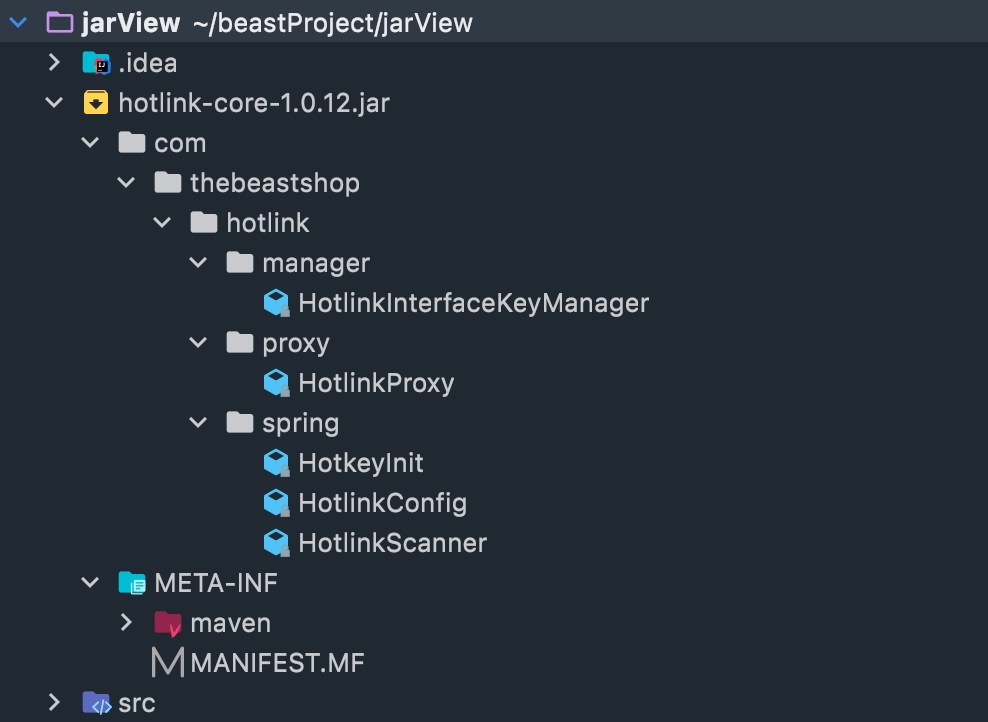 jarView ~/beastProject/jarView
.idea
hotlink-core-1.0.12.jar
com
thebeastshop
hotlink
manager
HotlinkInterfaceKeyManager
proxy
HotlinkProxy
spring
HotkeyInit
HotlinkConfig
HotlinkScanner
META-INF
maven
MANIFEST.MF
src